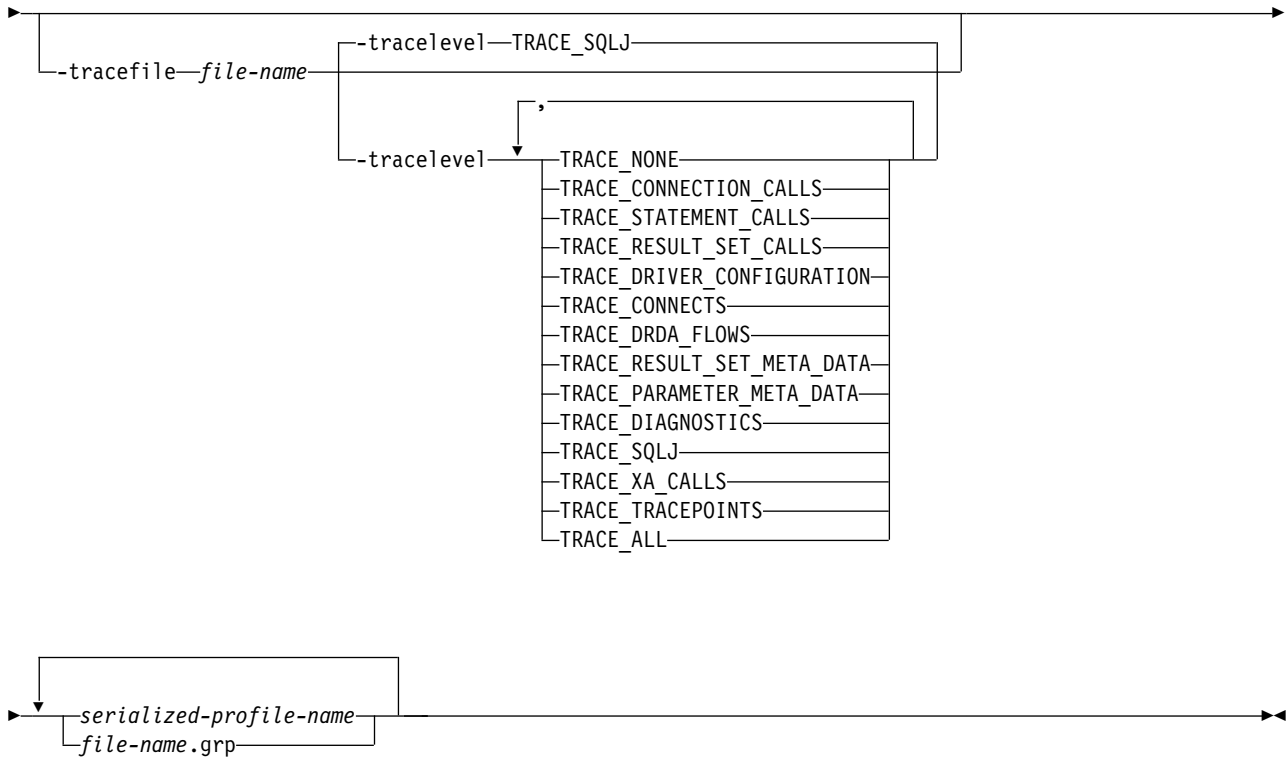 -tracelevel TRACE_SQLJ
-tracefile file-name
,
-tracelevel TRACE_NONE
TRACE_CONNECTION_CALLS
TRACE_STATEMENT_CALLS
TRACE_RESULT_SET_CALLS
TRACE_DRIVER_CONFIGURATION
TRACE_CONNECTS
TRACE_DRDA_FLOWS
TRACE_RESULT_SET_META_DATA
TRACE_PARAMETER_META_DATA
TRACE_DIAGNOSTICS
TRACE_SQLJ
TRACE_XA_CALLS
TRACE_TRACEPOINTS
TRACE_ALL
serialized-profile-name
file-name.grp